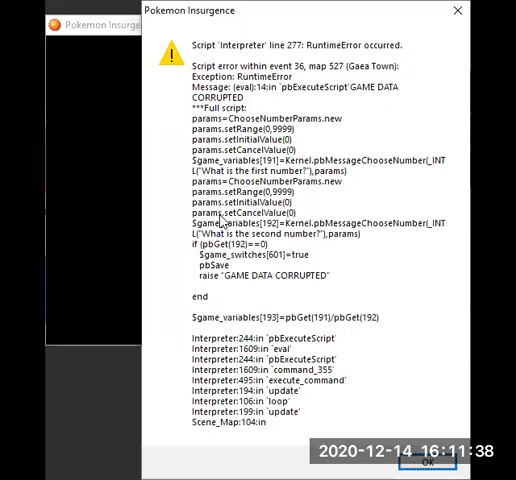 Pokemon Insurgence
Pokemon Insurge
Script 'Interpreter' line 277: RuntimeError occurred.
Script error within event 36, map 527 (Gaea Town):
Exception: RuntimeError
Message: (eval):14:in `pbExecuteScript'GAME DATA
CORRUPTED
***Full script:
params=ChooseNumberParams.new
params.setRange(0,9999)
params.setInitialValue(0)
params.setCancelValue(0)
$game_variables[191]=Kernel.pbMessageChooseNumber(_INT
L("What is the first number?"),params)
params=ChooseNumberParams.new
params.setRange(0,9999)
params.setInitialValue(0)
params.setCancelValue(0)
$game_variables[192]=Kernel.pbMessageChooseNumber(_INT
L("What is the second number?"),params)
if (pbGet(192)==0)
$game_switches[601]=true
pbSave
raise "GAME DATA CORRUPTED"
end
$game_variables[193]=pbGet(191)/pbGet(192)
Interpreter:244:in `pbExecuteScript'
Interpreter:1609:in `eval'
Interpreter:244:in `pbExecuteScript'
Interpreter:1609:in `command_355'
Interpreter:495:in `execute_command'
Interpreter:194:in `update'
Interpreter:106:in `loop'
Interpreter:199:in `update'
Scene_Map:104:in
2020-12-14 16:11:38
OK